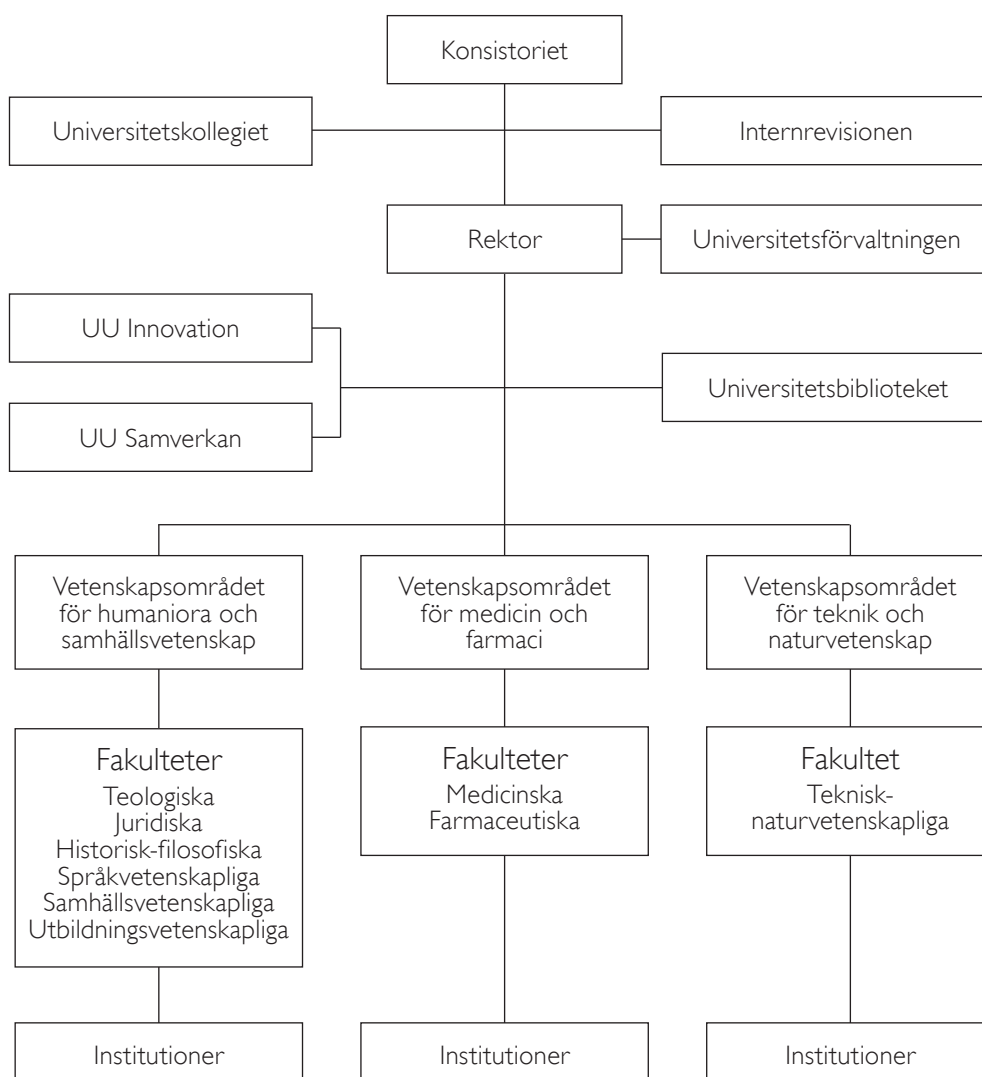 Konsistoriet
Universitetskollegiet
Internrevisionen
Rektor
Universitetsförvaltningen
UU Innovation
Universitetsbiblioteket
UU Samverkan
Vetenskapsområdet
för humaniora och
samhällsvetenskap
Vetenskapsområdet
för medicin och
farmaci
Vetenskapsområdet
för teknik och
naturvetenskap
Fakulteter
Teologiska
Juridiska
Historisk-filosofiska
Språkvetenskapliga
Samhällsvetenskapliga
Utbildningsvetenskapliga
Fakulteter
Medicinska
Farmaceutiska
Fakultet
Teknisk-
naturvetenskapliga
Institutioner
Institutioner
Institutioner